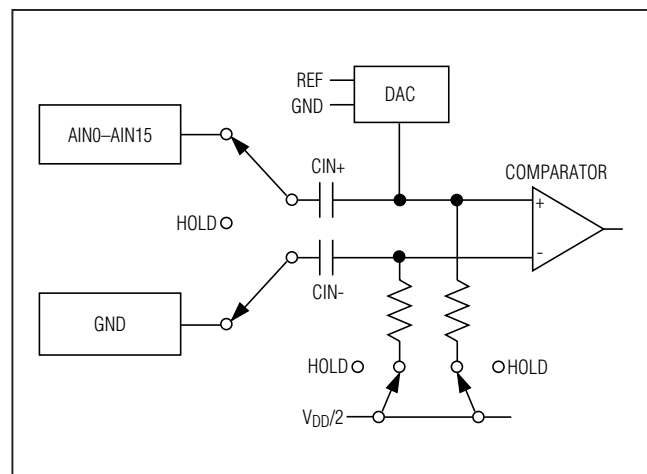 REF
GND
DAC
AIN0–AIN15
CIN+
COMPARATOR
+
HOLD
-
CIN-
GND
HOLD
HOLD
VDD/2